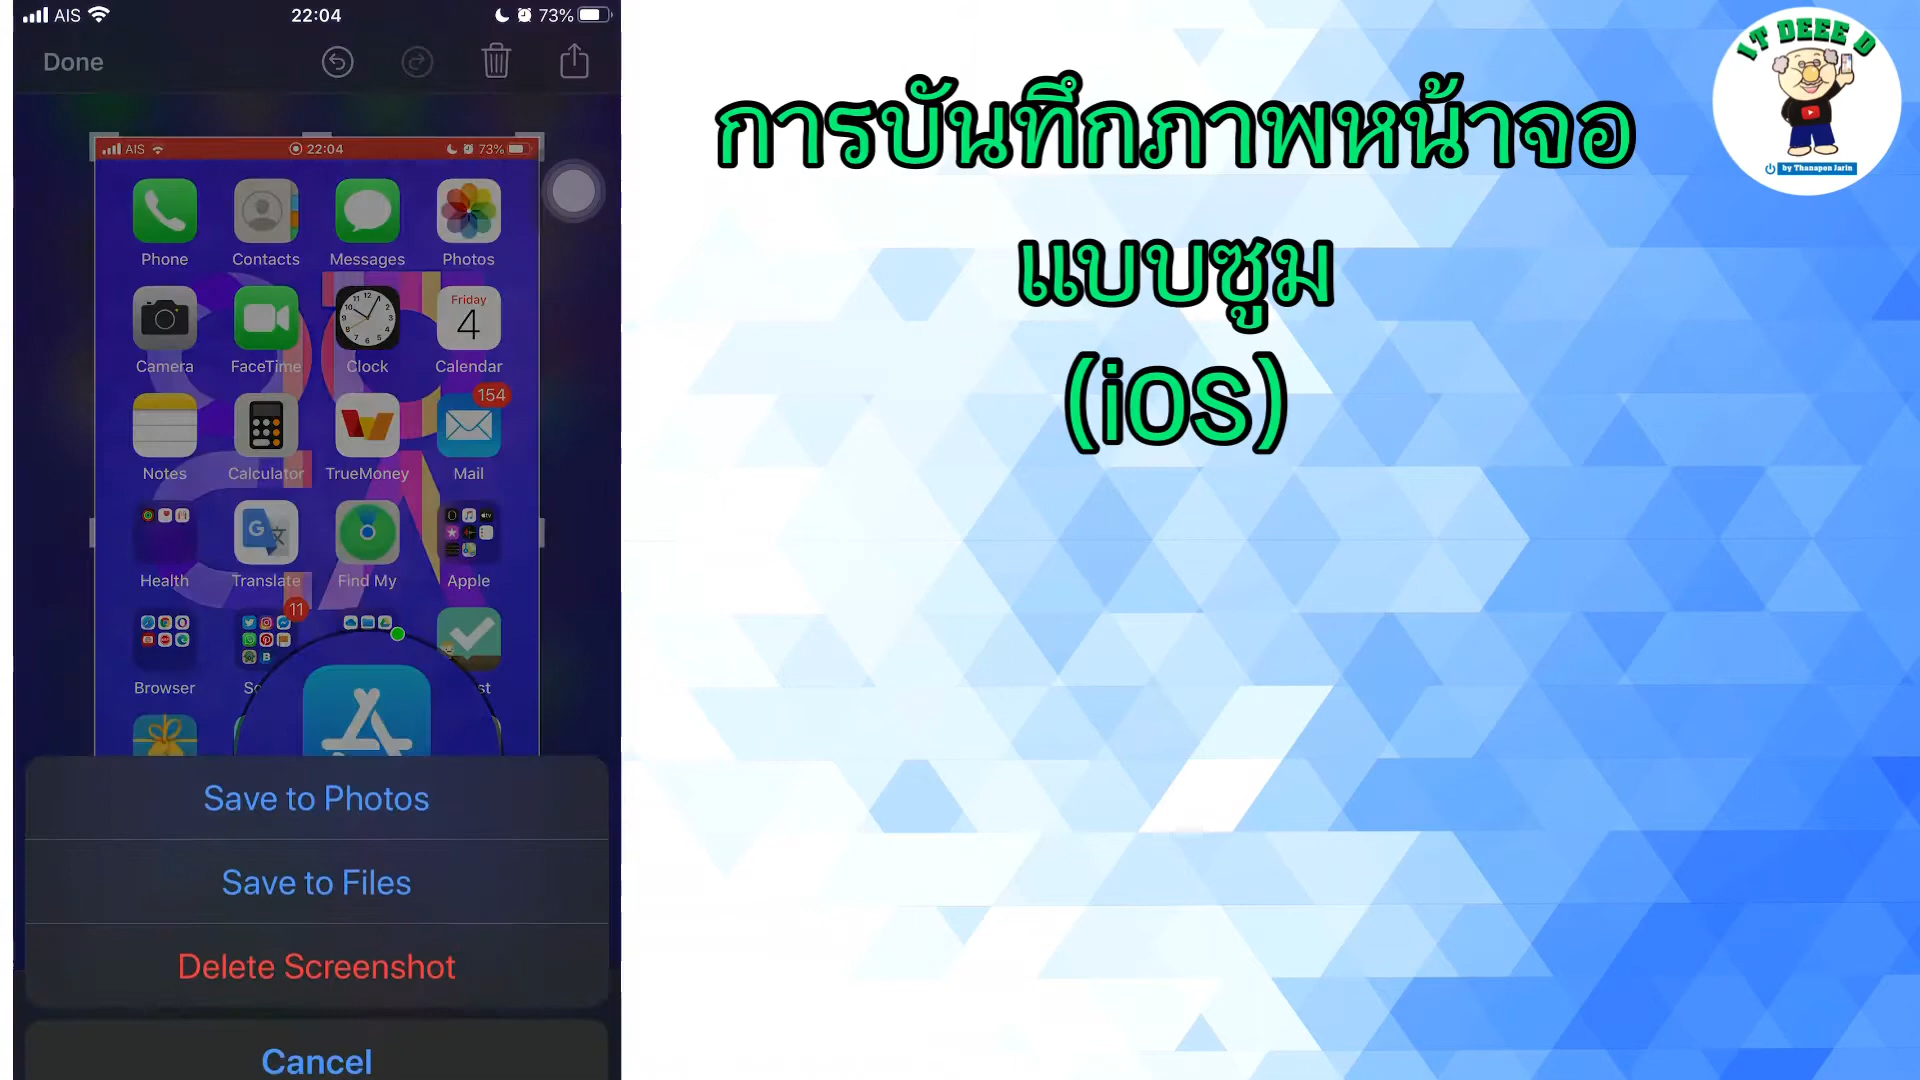 AIS 22:04 73%
Done
AIS 22:04 73%
Phone Contacts Messages Photos
Friday
4
Camera FaceTime Clock Calendar
154
Notes Calculator TrueMoney Mail
Health Translate Find My Apple
11
Browser
Save to Photos
Save to Files
Delete Screenshot
Cancel
การบันทึกภาพหน้าจอ
แบบซูม
(iOS)
IT DEEE D
by Thanapon Jarin